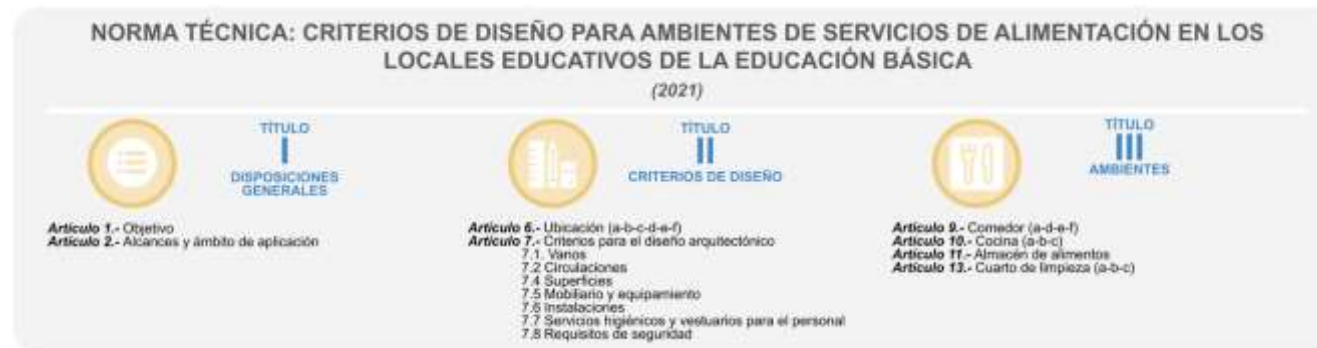 NORMA TÉCNICA: CRITERIOS DE DISEÑO PARA AMBIENTES DE SERVICIOS DE ALIMENTACIÓN EN LOS
LOCALES EDUCATIVOS DE LA EDUCACIÓN BÁSICA
(2021)
TÍTULO
I
DISPOSICIONES
GENERALES
Artículo 1.- Objetivo
Artículo 2.- Alcances y ámbito de aplicación
TÍTULO
II
CRITERIOS DE DISEÑO
Artículo 6.- Ubicación (a-b-c-d-e-f)
Artículo 7.- Criterios para el diseño arquitectónico
7.1. Vanos
7.2 Circulaciones
7.4 Superficies
7.5 Mobiliario y equipamiento
7.6 Instalaciones
7.7 Servicios higiénicos y vestuarios para el personal
7.8 Requisitos de seguridad
TÍTULO
III
AMBIENTES
Artículo 9.- Comedor (a-d-e-f)
Artículo 10.- Cocina (a-b-c)
Artículo 11.- Almacén de alimentos
Artículo 13.- Cuarto de limpieza (a-b-c)